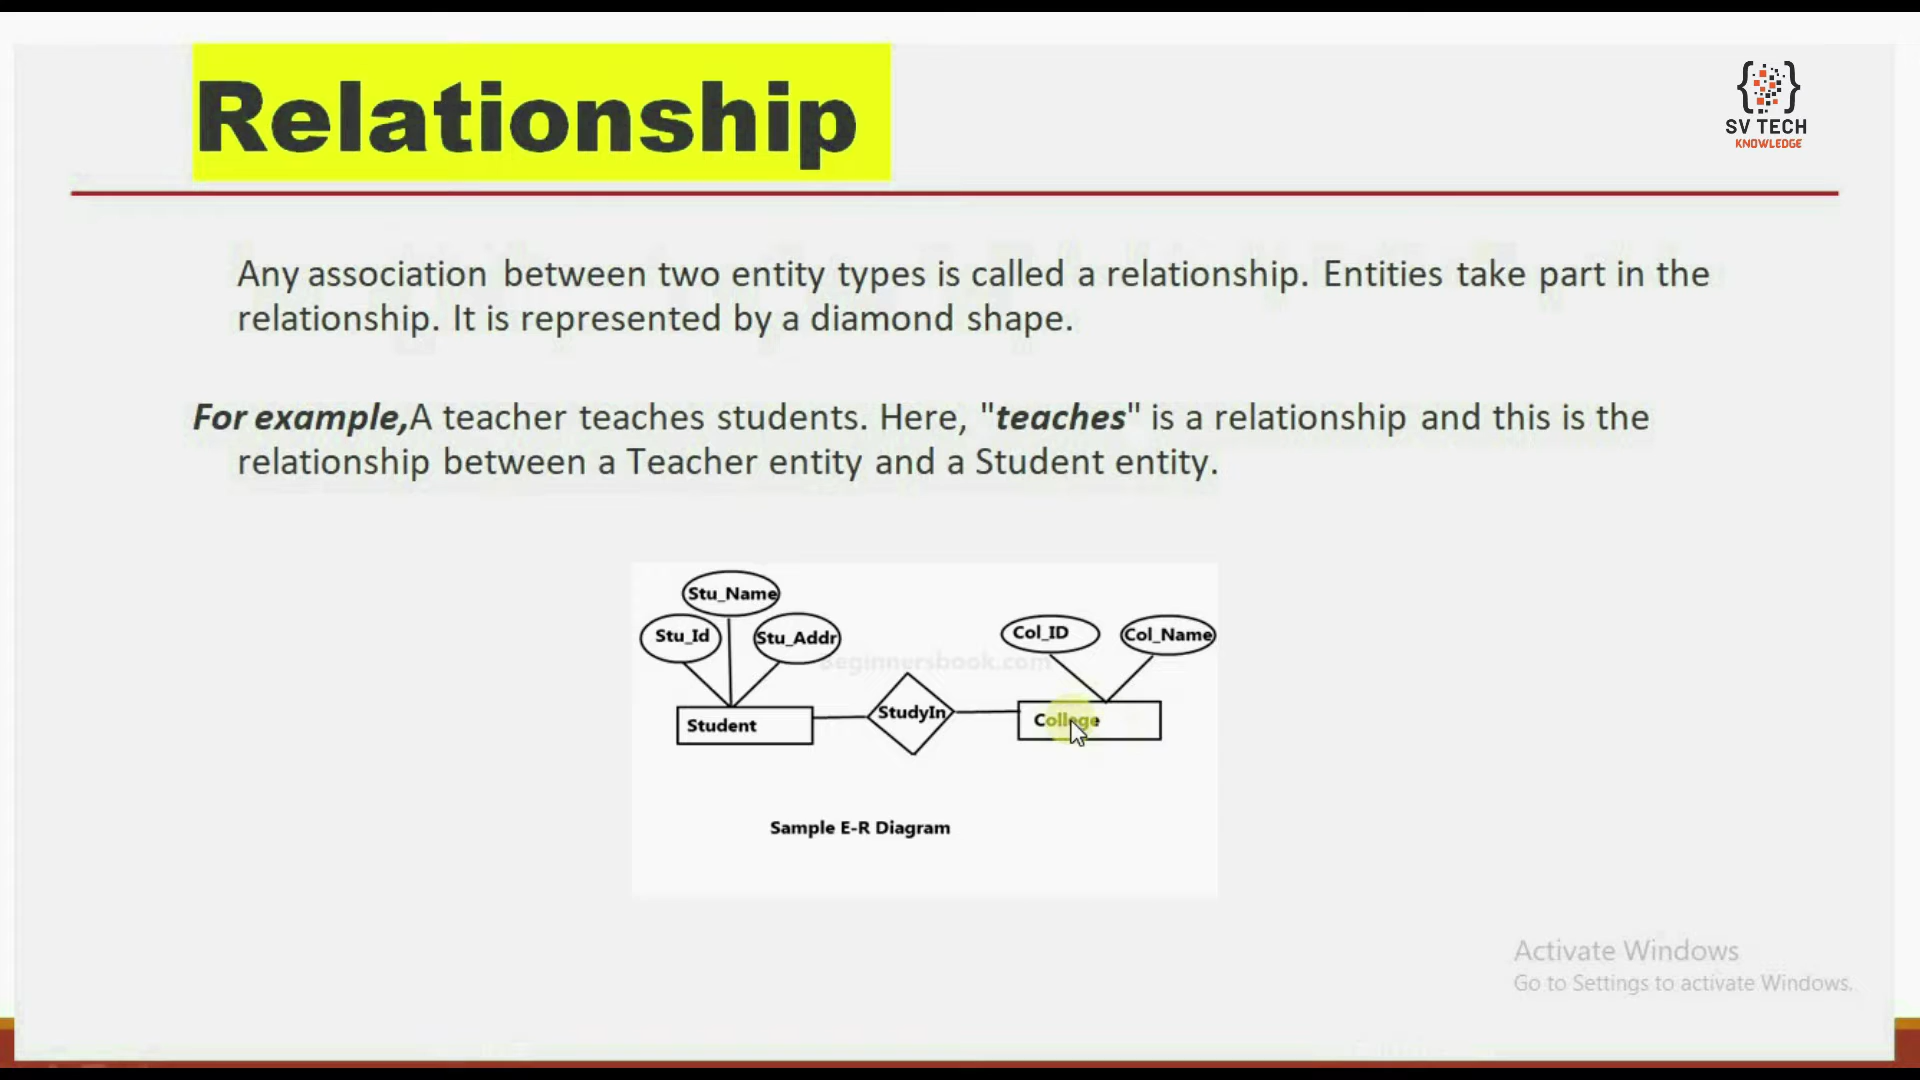 Relationship
SV TECH
KNOWLEDGE
Any association between two entity types is called a relationship. Entities take part in the
relationship. It is represented by a diamond shape.
For example,A teacher teaches students. Here, "teaches" is a relationship and this is the
relationship between a Teacher entity and a Student entity.
Stu_Name
Stu_Id
Stu_Addr
Col_ID
Col_Name
Beginnersbook.com
Student
StudyIn
College
Sample E-R Diagram
Activate Windows
Go to Settings to activate Windows.